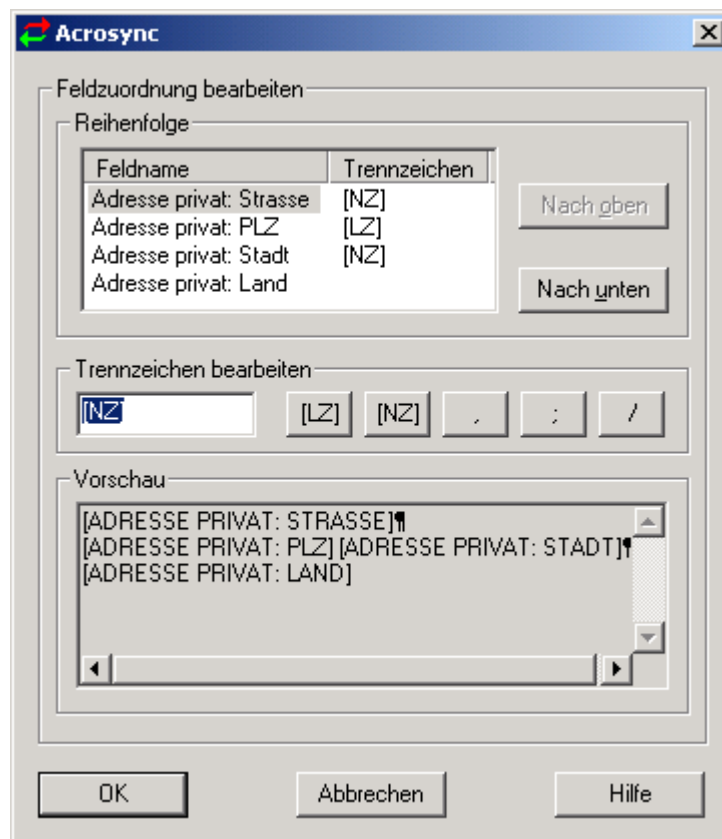 Acrosync
Feldzuordnung bearbeiten
Reihenfolge
Feldname Trennzeichen
Adresse privat: Strasse [NZ]
Adresse privat: PLZ [LZ]
Adresse privat: Stadt [NZ]
Adresse privat: Land
Nach oben
Nach unten
Trennzeichen bearbeiten
[NZ] [LZ] [NZ] , ; /
Vorschau
[ADRESSE PRIVAT: STRASSE]¶
[ADRESSE PRIVAT: PLZ] [ADRESSE PRIVAT: STADT]¶
[ADRESSE PRIVAT: LAND]
OK Abbrechen Hilfe